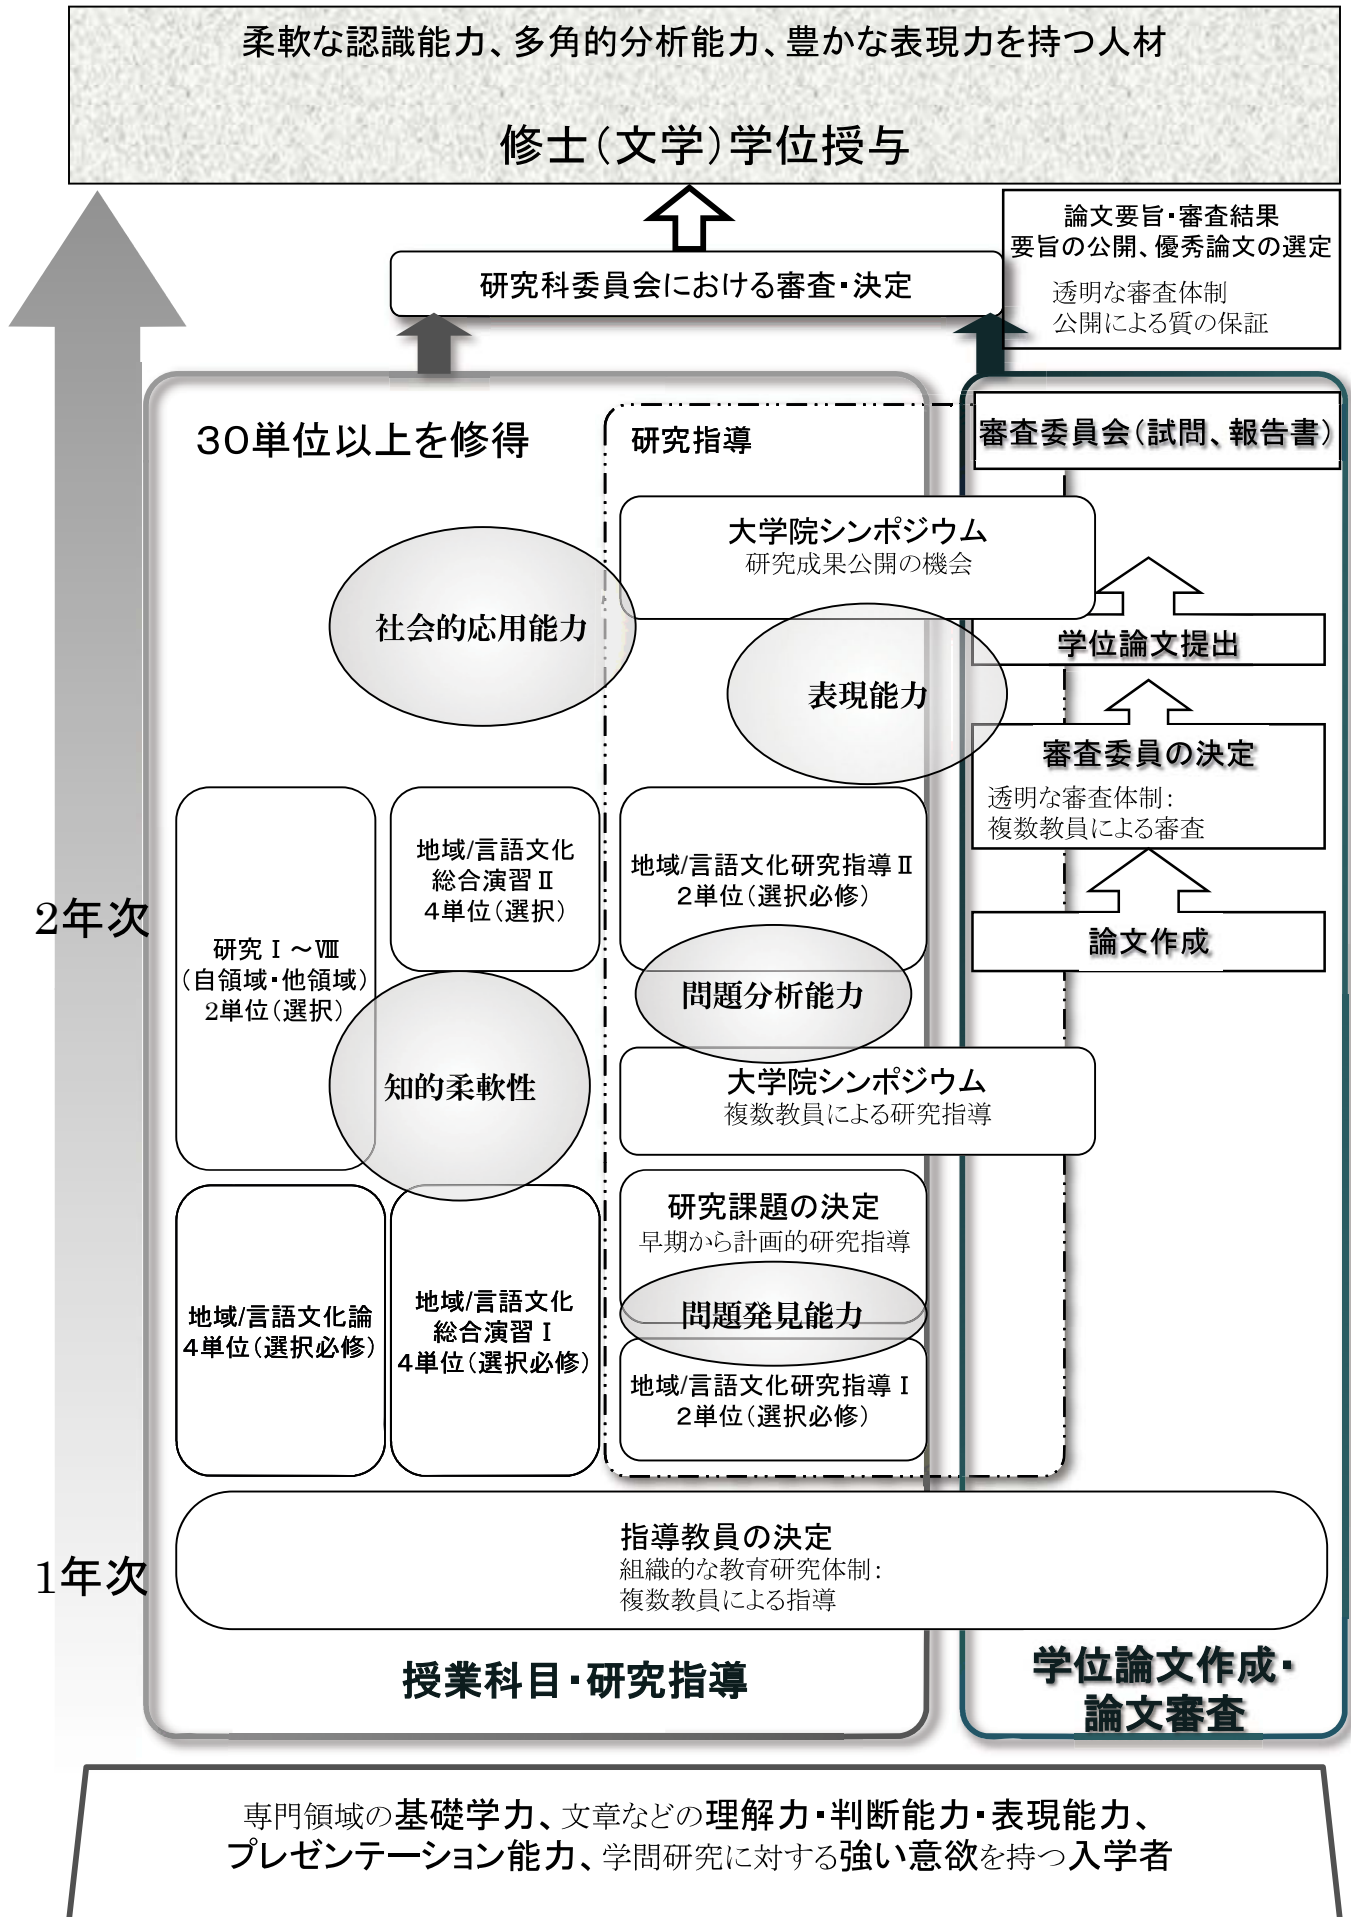 柔軟な認識能力、多角的分析能力、豊かな表現力を持つ人材
修士（文学）学位授与
論文要旨・審査結果
要旨の公開、優秀論文の選定
透明な審査体制
公開による質の保証
研究科委員会における審査・決定
30単位以上を修得
研究指導
審査委員会（試問、報告書）
大学院シンポジウム
研究成果公開の機会
社会的応用能力
表現能力
学位論文提出
審査委員の決定
透明な審査体制：
複数教員による審査
論文作成
2年次
研究Ⅰ～Ⅷ
（自領域・他領域）
2単位（選択）
地域/言語文化
総合演習Ⅱ
4単位（選択）
地域/言語文化研究指導Ⅱ
2単位（選択必修）
問題分析能力
知的柔軟性
大学院シンポジウム
複数教員による研究指導
研究課題の決定
早期から計画的研究指導
問題発見能力
地域/言語文化論
4単位（選択必修）
地域/言語文化
総合演習Ⅰ
4単位（選択必修）
地域/言語文化研究指導Ⅰ
2単位（選択必修）
1年次
指導教員の決定
組織的な教育研究体制：
複数教員による指導
授業科目・研究指導
学位論文作成・
論文審査
専門領域の基礎学力、文章などの理解力・判断能力・表現能力、
プレゼンテーション能力、学問研究に対する強い意欲を持つ入学者